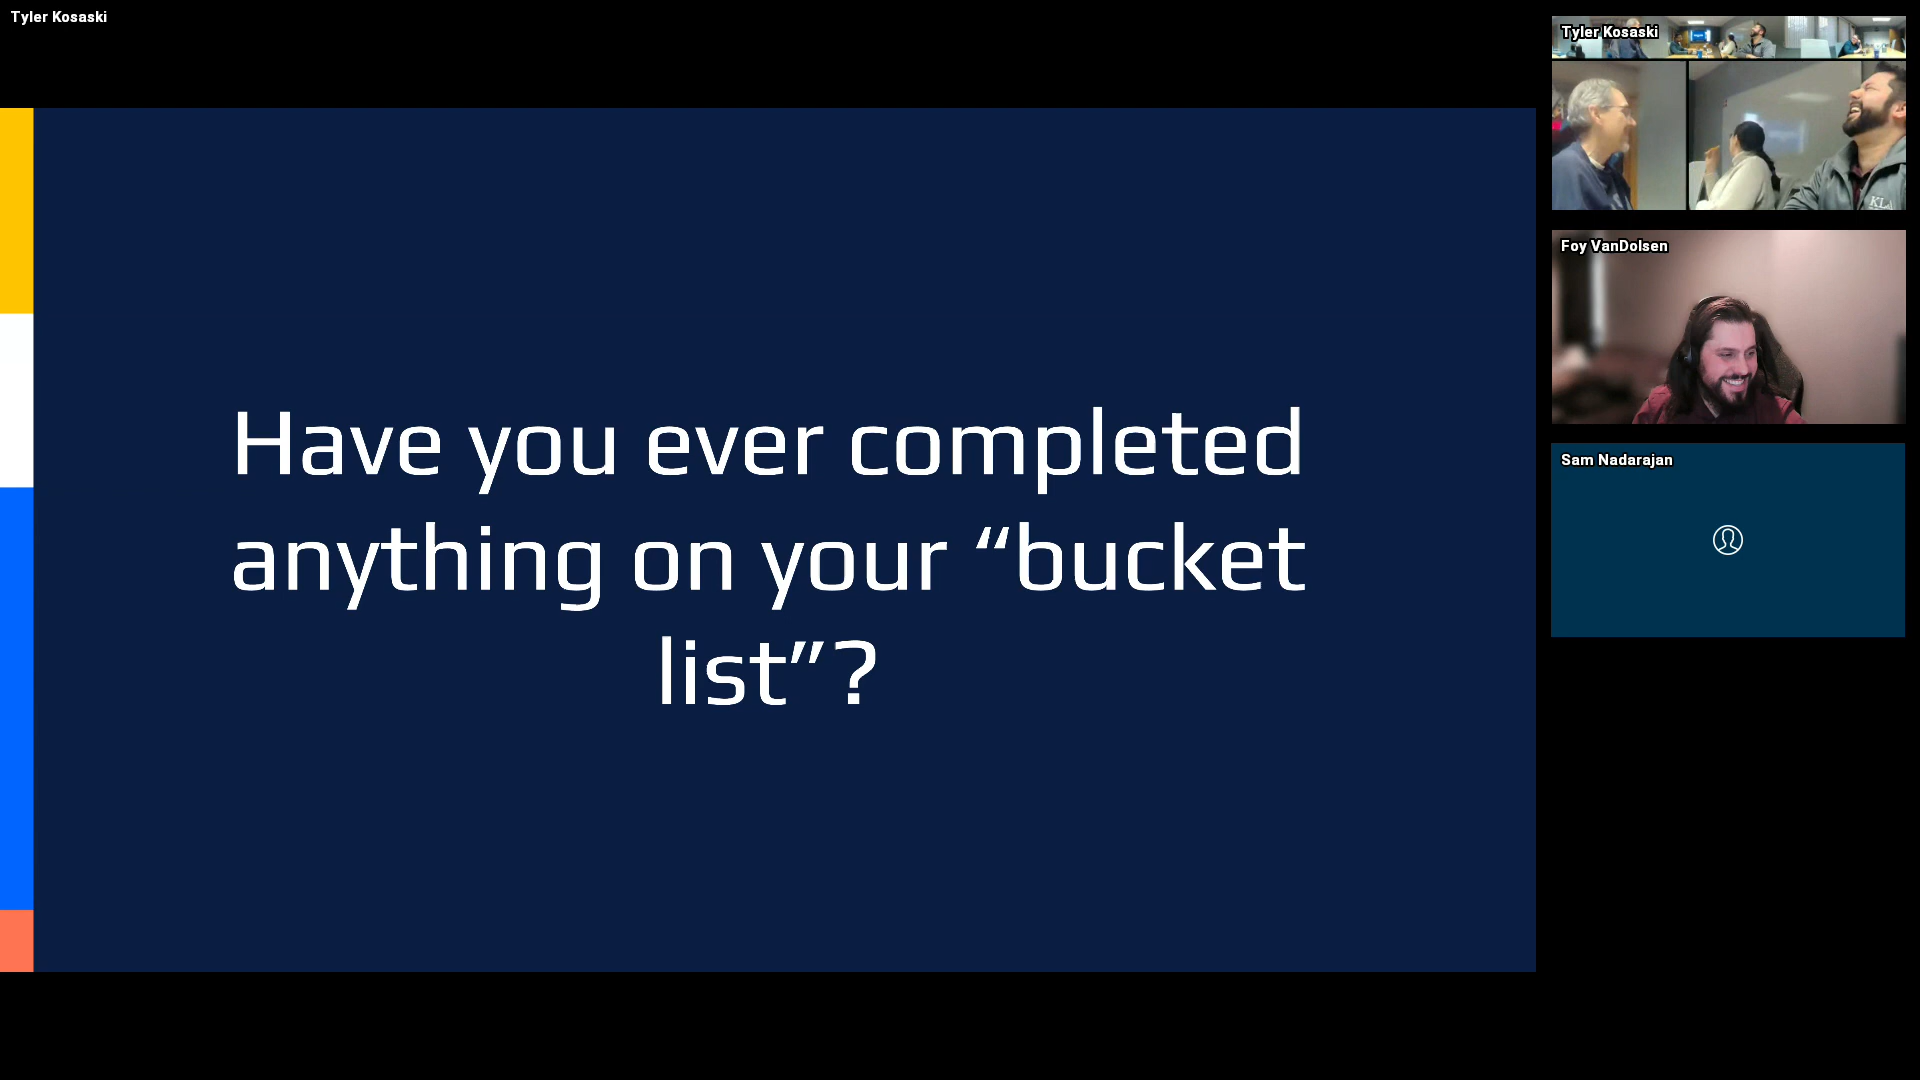 Tyler Kosaski
Have you ever completed
anything on your “bucket
list”?
Tyler Kosaski
Foy VanDolsen
Sam Nadarajan